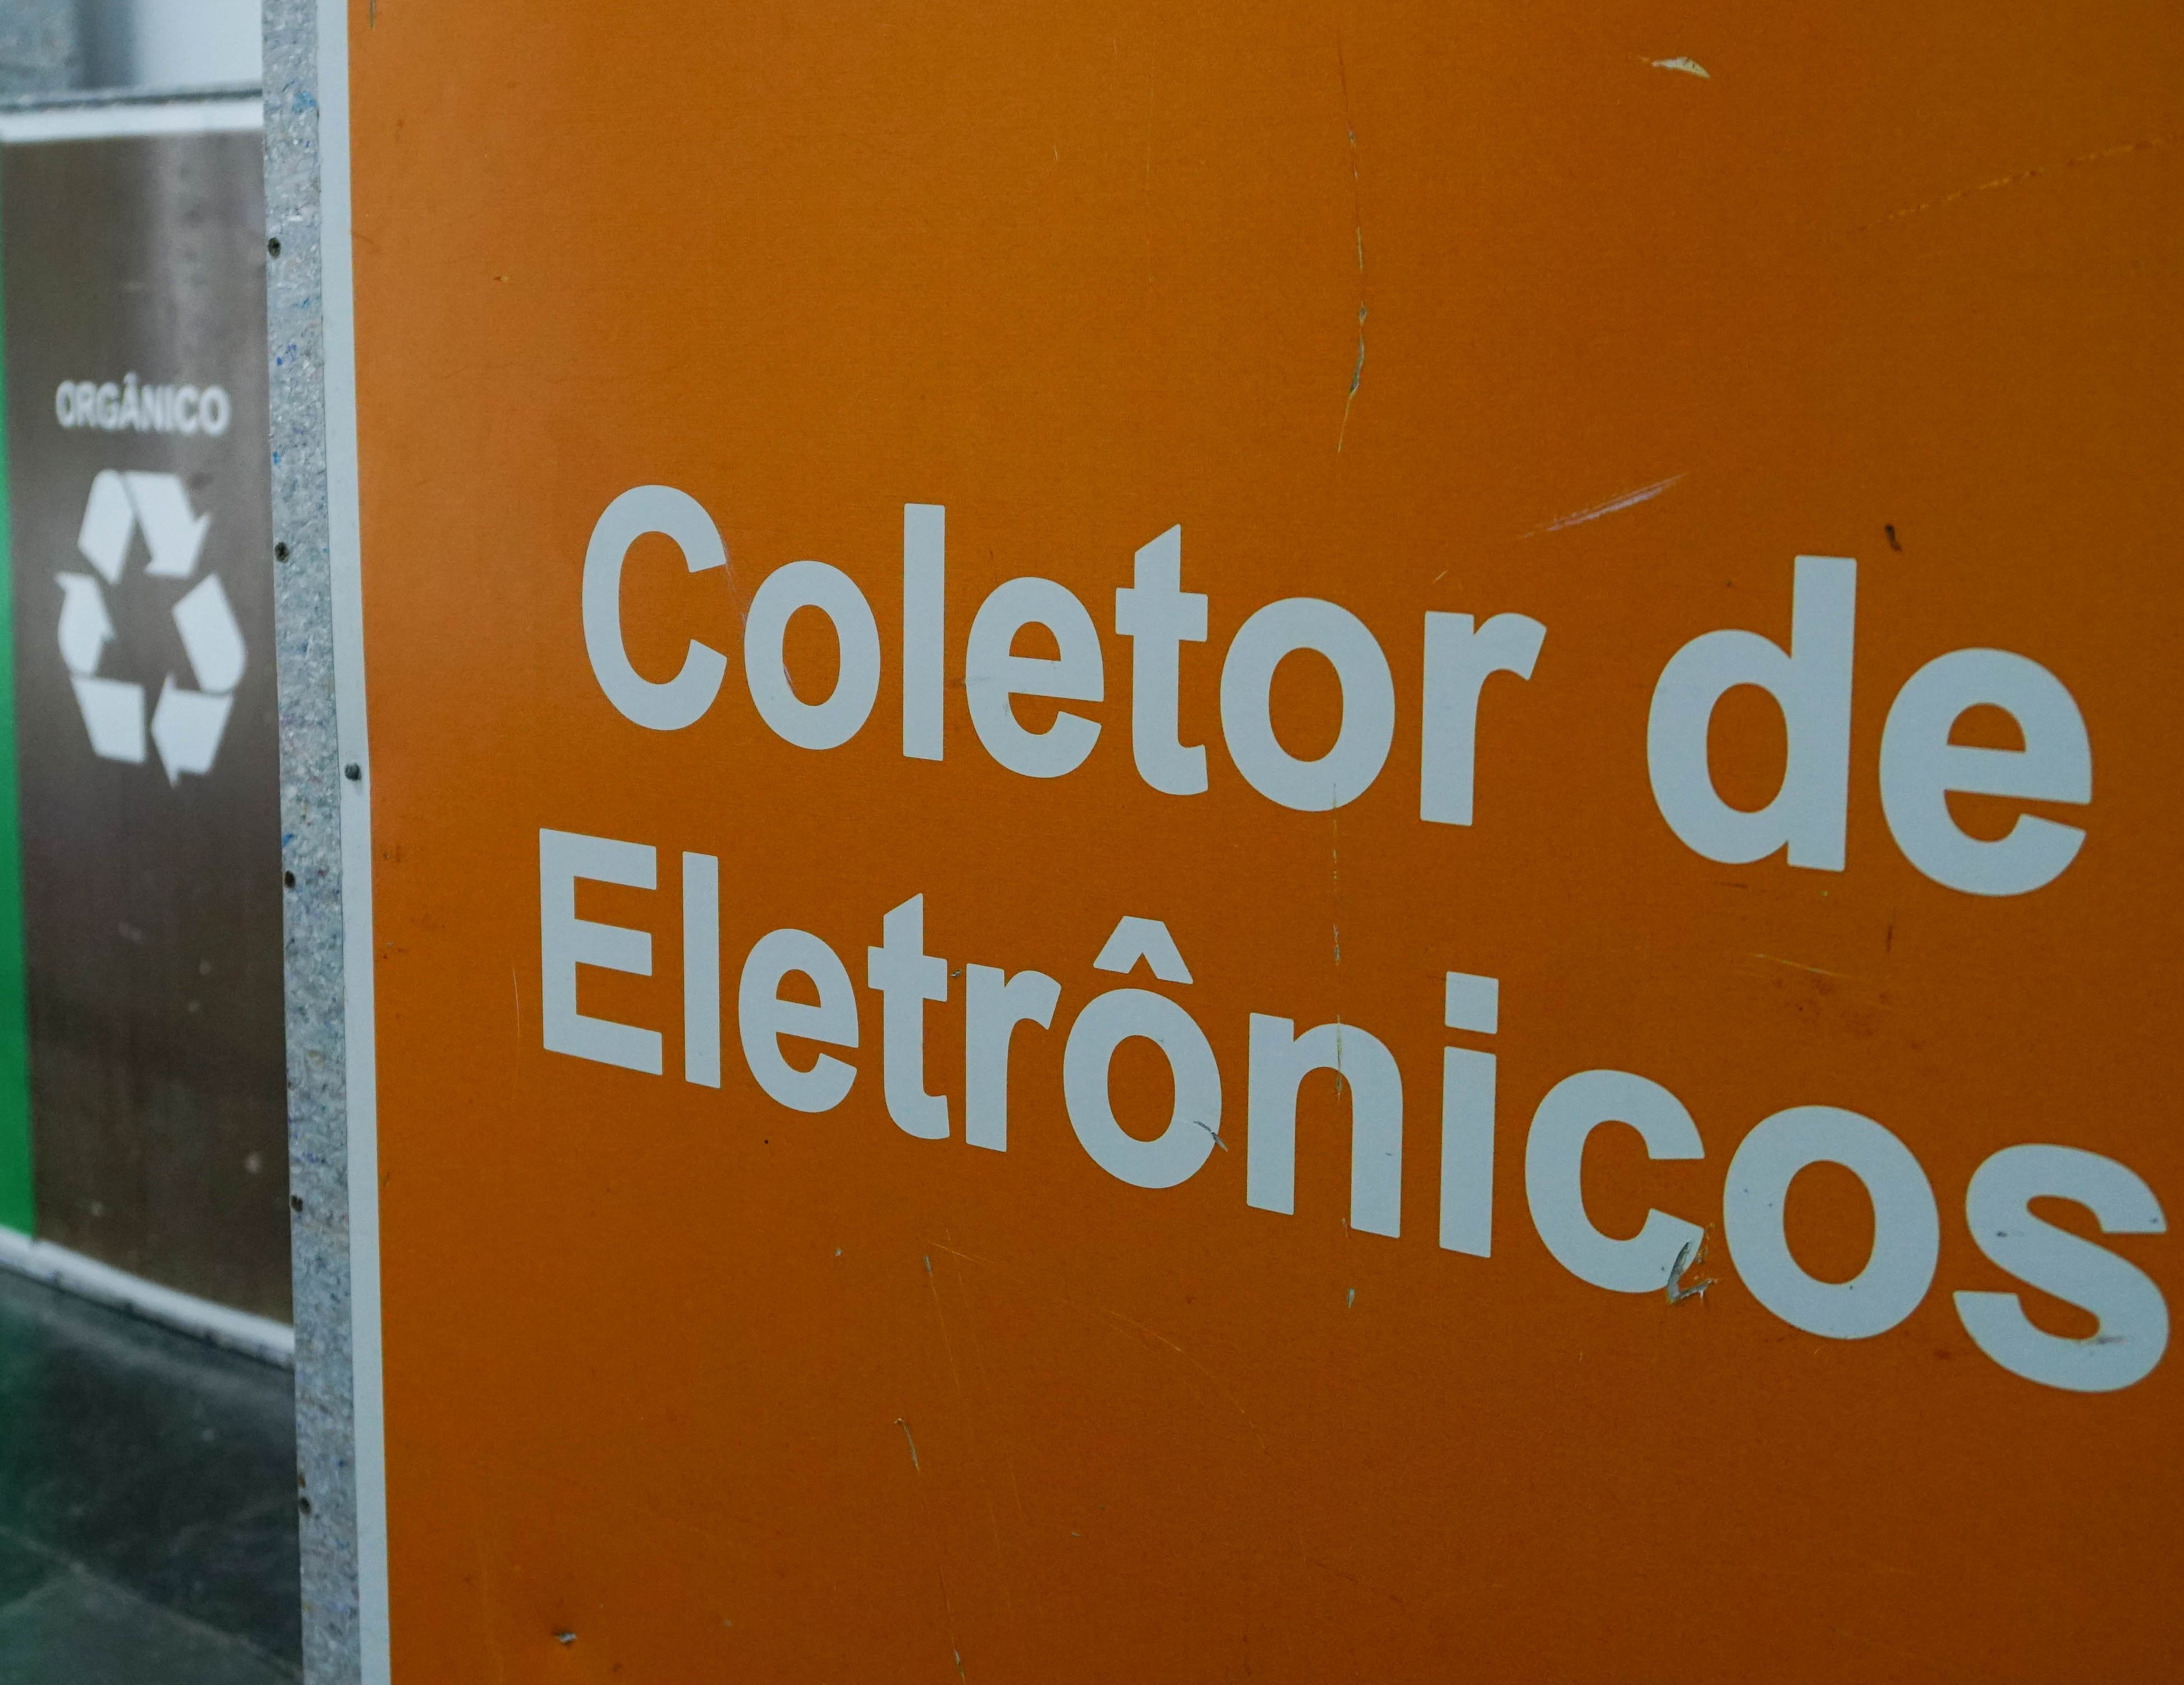 ORGÂNICO
Coletor de
Eletrônicos